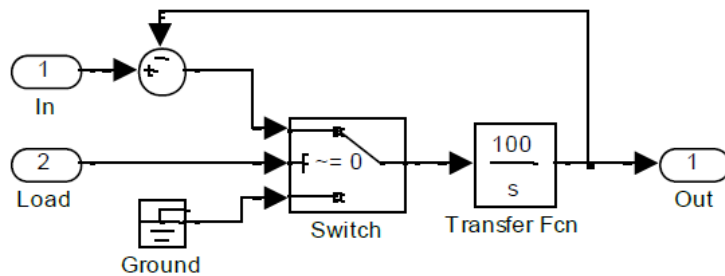 1
In
+
−
2
Load
~= 0
Switch
Ground
100
s
Transfer Fcn
1
Out